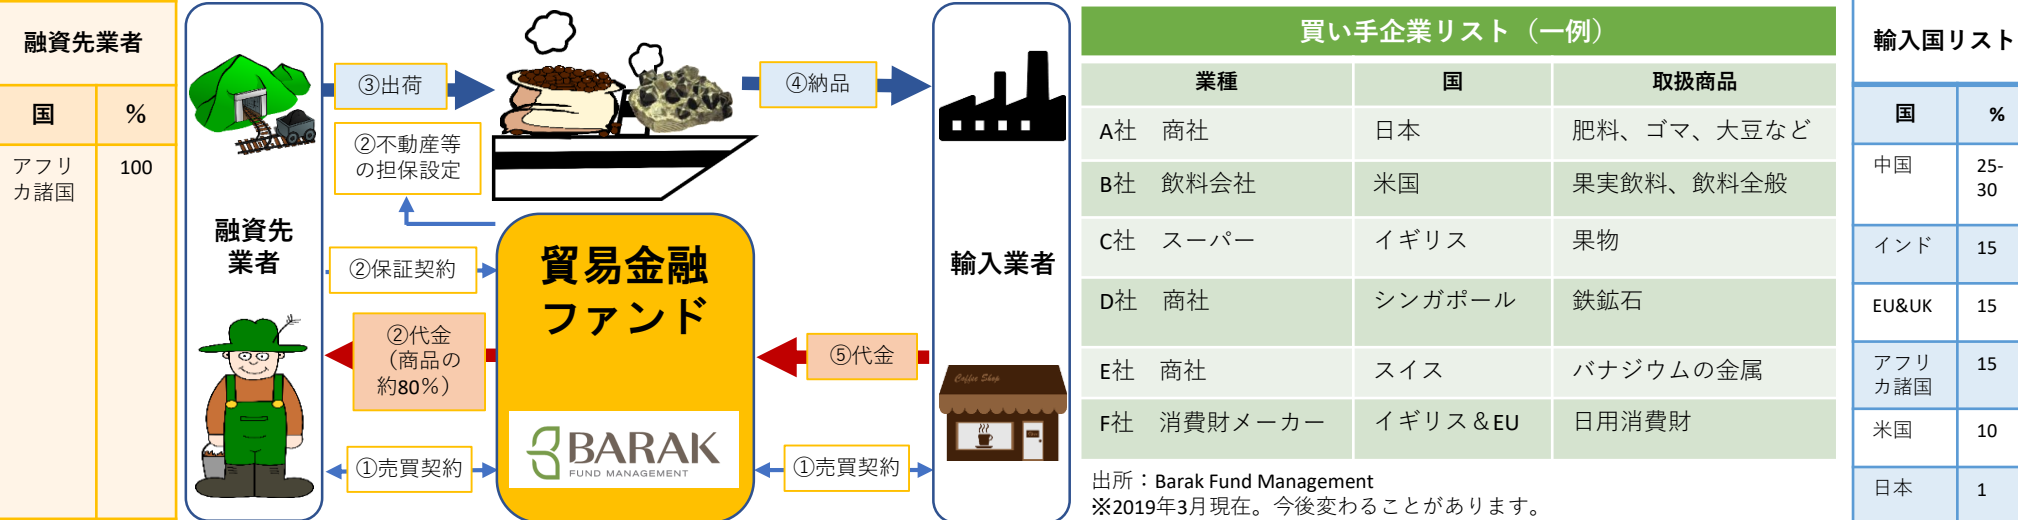 融資先業者
国 %
アフリ 100
カ諸国
融資先
業者
③出荷
②不動産等
の担保設定
②保証契約
②代金
（商品の
約80%）
①売買契約
貿易金融
ファンド
BARAK
FUND MANAGEMENT
④納品
⑤代金
①売買契約
輸入業者
Coffee Shop
買い手企業リスト（一例）
業種 国 取扱商品
A社 商社 日本 肥料、ゴマ、大豆など
B社 飲料会社 米国 果実飲料、飲料全般
C社 スーパー イギリス 果物
D社 商社 シンガポール 鉄鉱石
E社 商社 スイス バナジウムの金属
F社 消費財メーカー イギリス＆EU 日用消費財
出所：Barak Fund Management
※2019年3月現在。今後変わることがあります。
輸入国リスト
国 %
中国 25-
30
インド 15
EU&UK 15
アフリ 15
カ諸国
米国 10
日本 1